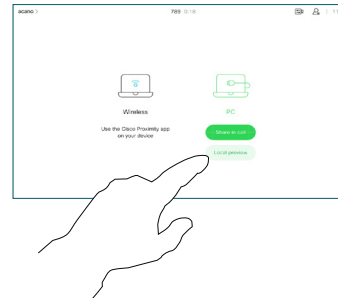 acano
789 0:18
11
Wireless
Use the Cisco Proximity app
on your device
PC
Share in call
Local preview